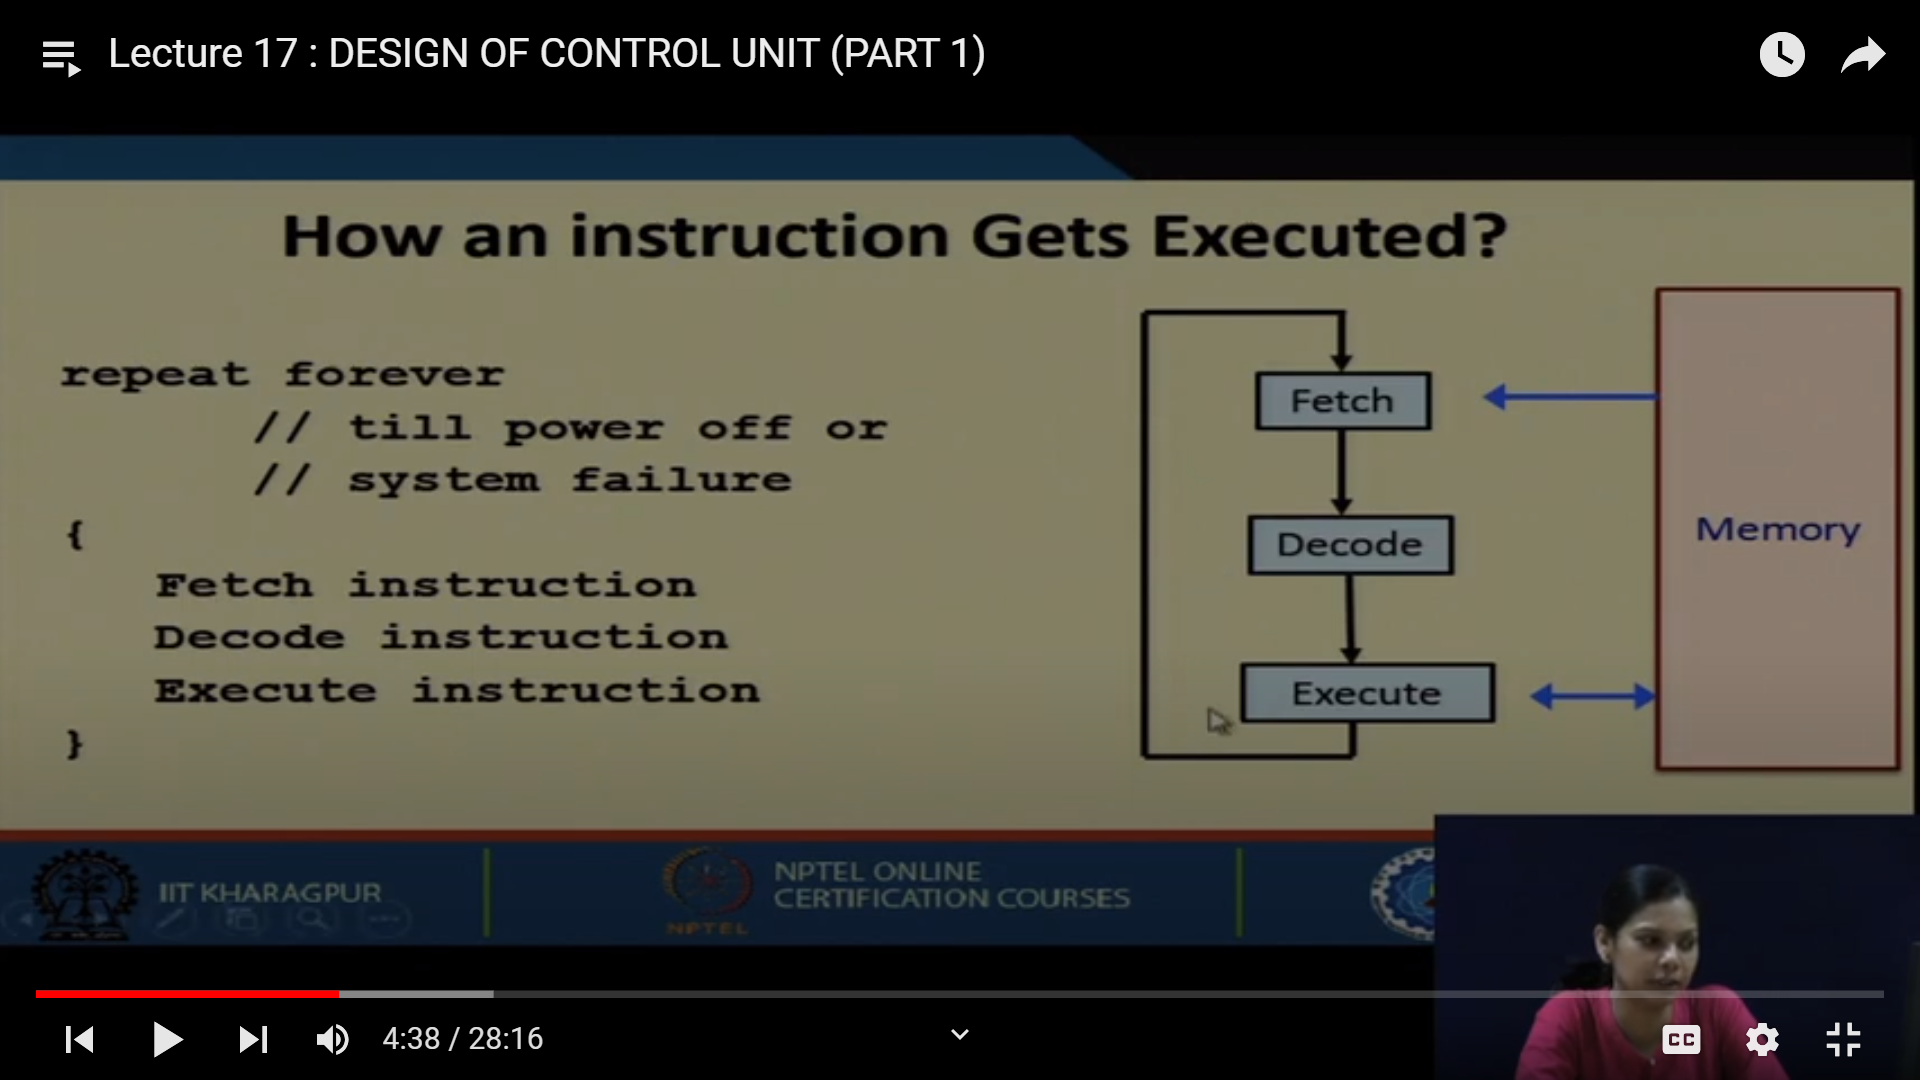 Lecture 17 : DESIGN OF CONTROL UNIT (PART 1)
How an instruction Gets Executed?
repeat forever
// till power off or
// system failure
{
Fetch instruction
Decode instruction
Execute instruction
}
Fetch
Decode
Execute
Memory
IIT KHARAGPUR
NPTEL
NPTEL ONLINE
CERTIFICATION COURSES
4:38 / 28:16
CC